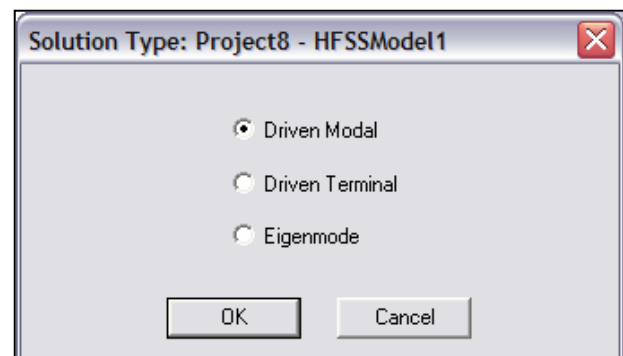 Solution Type: Project8 - HFSSModel1
Driven Modal
Driven Terminal
Eigenmode
OK Cancel